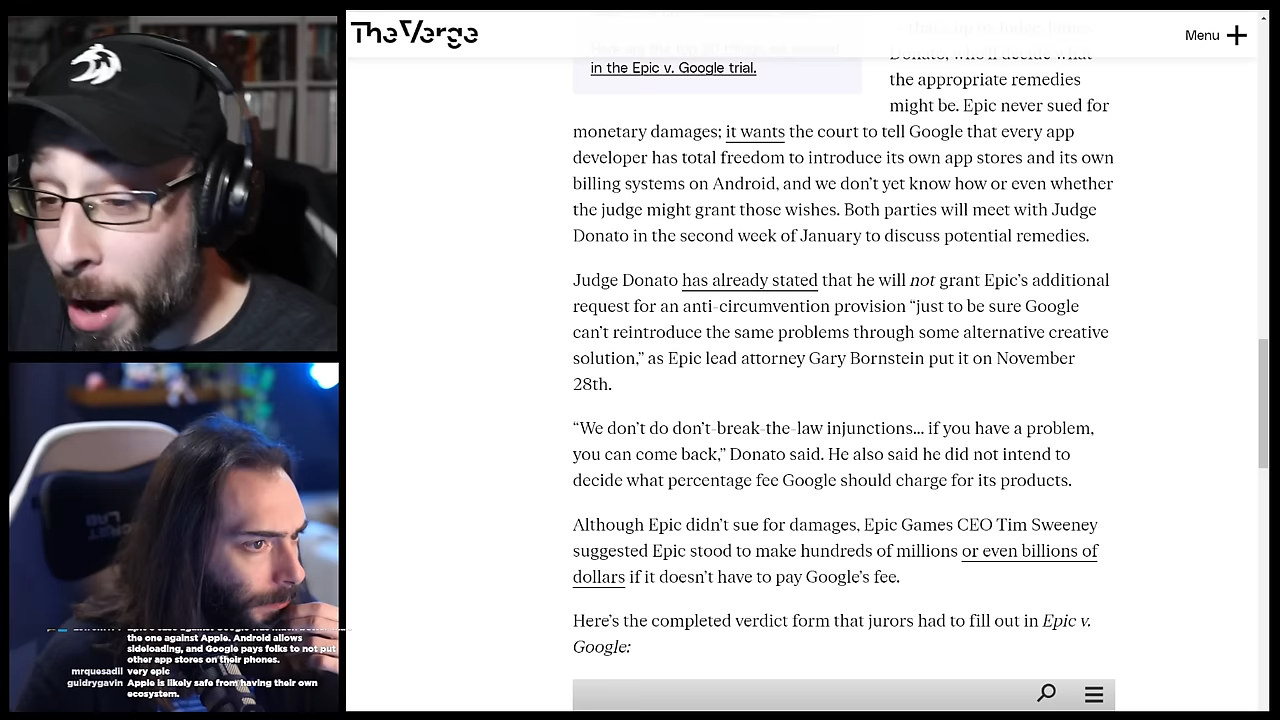 The Verge
Menu
that's up to Judge James
Donato, who'll decide what
the appropriate remedies
might be. Epic never sued for
in the Epic v. Google trial.
monetary damages; it wants the court to tell Google that every app
developer has total freedom to introduce its own app stores and its own
billing systems on Android, and we don’t yet know how or even whether
the judge might grant those wishes. Both parties will meet with Judge
Donato in the second week of January to discuss potential remedies.
Judge Donato has already stated that he will not grant Epic’s additional
request for an anti-circumvention provision “just to be sure Google
can’t reintroduce the same problems through some alternative creative
solution,” as Epic lead attorney Gary Bornstein put it on November
28th.
“We don’t do don’t-break-the-law injunctions... if you have a problem,
you can come back,” Donato said. He also said he did not intend to
decide what percentage fee Google should charge for its products.
Although Epic didn’t sue for damages, Epic Games CEO Tim Sweeney
suggested Epic stood to make hundreds of millions or even billions of
dollars if it doesn’t have to pay Google’s fee.
Here’s the completed verdict form that jurors had to fill out in Epic v.
Google:
the one against Apple. Android allows
sideloading, and Google pays folks to not put
other app stores on their phones.
mrquesadil very epic
guidrygavin Apple is likely safe from having their own
ecosystem.